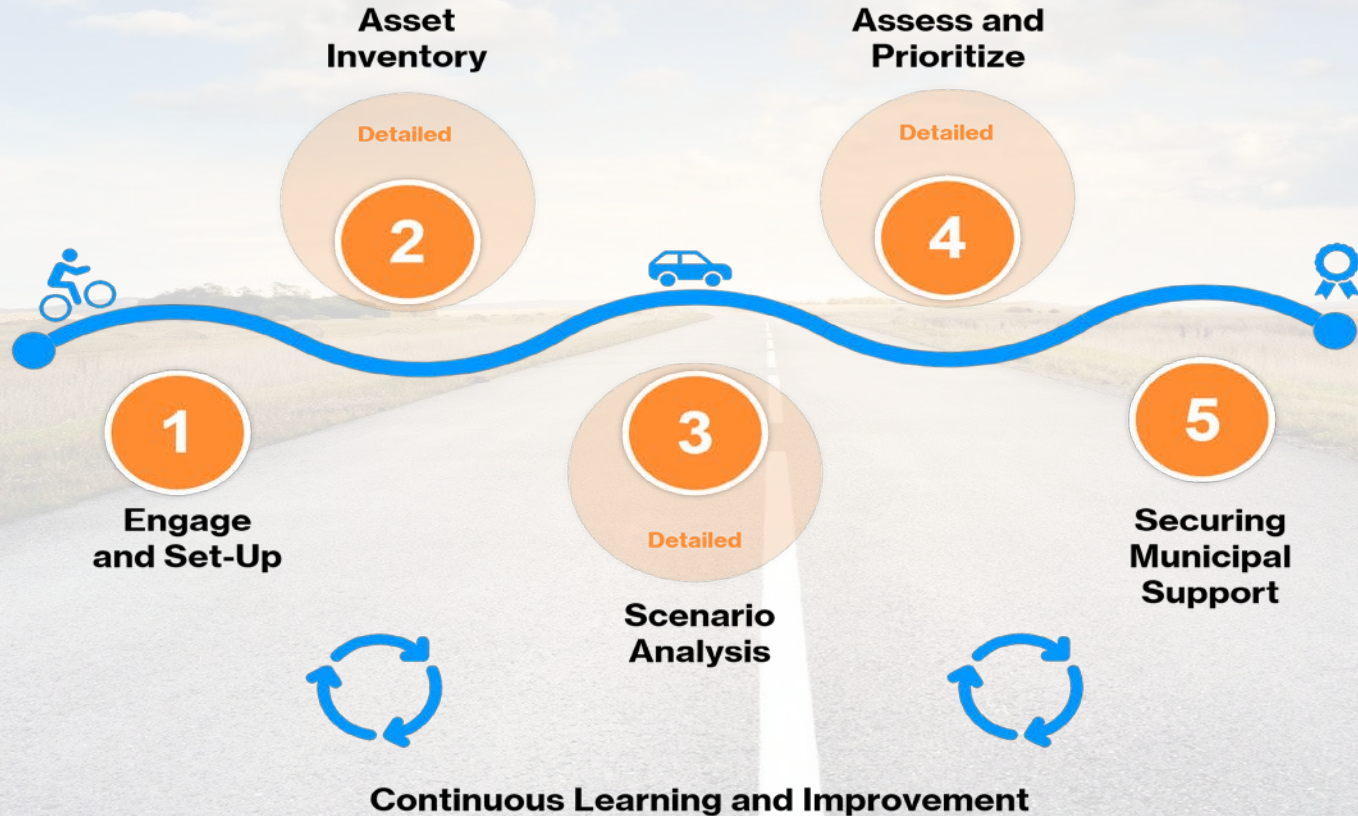 1
Engage
and Set-Up
Asset
Inventory
Detailed
2
3
Detailed
Scenario
Analysis
Assess and
Prioritize
Detailed
4
5
Securing
Municipal
Support
Continuous Learning and Improvement